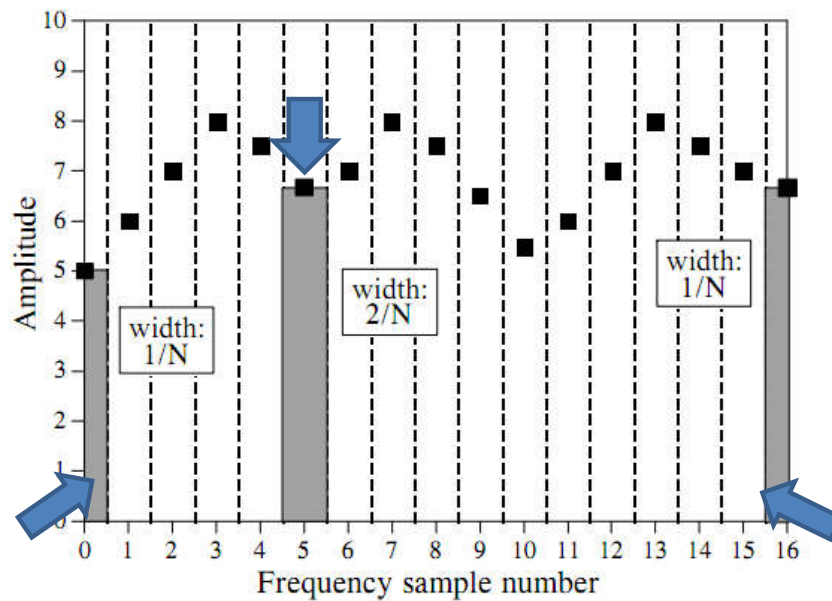 10
9
8
7
6
5
4
3
2
1
0
Amplitude
width:
1/N
width:
2/N
width:
1/N
0 1 2 3 4 5 6 7 8 9 10 11 12 13 14 15 16
Frequency sample number